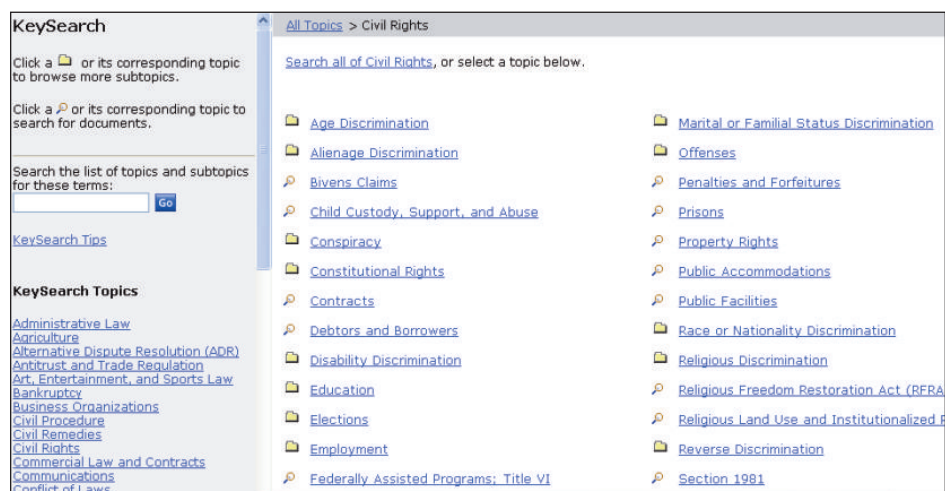 KeySearch
Click a or its corresponding topic
to browse more subtopics.
Click a or its corresponding topic to
search for documents.
Search the list of topics and subtopics
for these terms:
Go
KeySearch Tips
KeySearch Topics
Administrative Law
Agriculture
Alternative Dispute Resolution (ADR)
Antitrust and Trade Regulation
Art, Entertainment, and Sports Law
Bankruptcy
Business Organizations
Civil Procedure
Civil Remedies
Civil Rights
Commercial Law and Contracts
Communications
Conflict of Laws
All Topics > Civil Rights
Search all of Civil Rights, or select a topic below.
Age Discrimination
Alienage Discrimination
Bivens Claims
Child Custody, Support, and Abuse
Conspiracy
Constitutional Rights
Contracts
Debtors and Borrowers
Disability Discrimination
Education
Elections
Employment
Federally Assisted Programs; Title VI
Marital or Familial Status Discrimination
Offenses
Penalties and Forfeitures
Prisons
Property Rights
Public Accommodations
Public Facilities
Race or Nationality Discrimination
Religious Discrimination
Religious Freedom Restoration Act (RFRA
Religious Land Use and Institutionalized
Reverse Discrimination
Section 1981